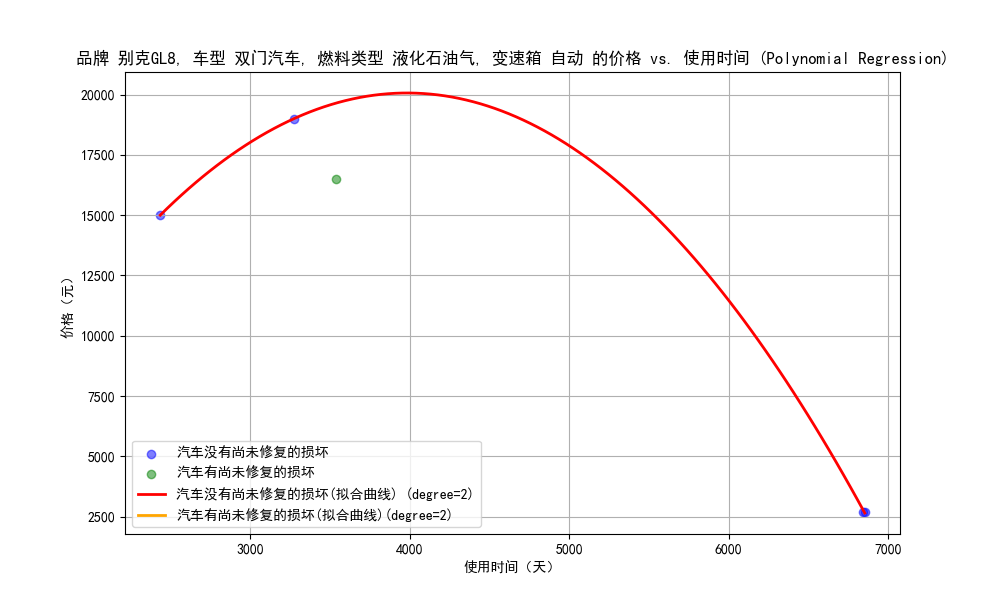 品牌 别克GL8, 车型 双门汽车, 燃料类型 液化石油气, 变速箱 自动 的价格 vs. 使用时间 (Polynomial Regression)
20000
17500
15000
12500
10000
7500
5000
2500
价格（元）
汽车没有尚未修复的损坏
汽车有尚未修复的损坏
汽车没有尚未修复的损坏(拟合曲线) (degree=2)
汽车有尚未修复的损坏(拟合曲线)(degree=2)
3000 4000 5000 6000 7000
使用时间（天）